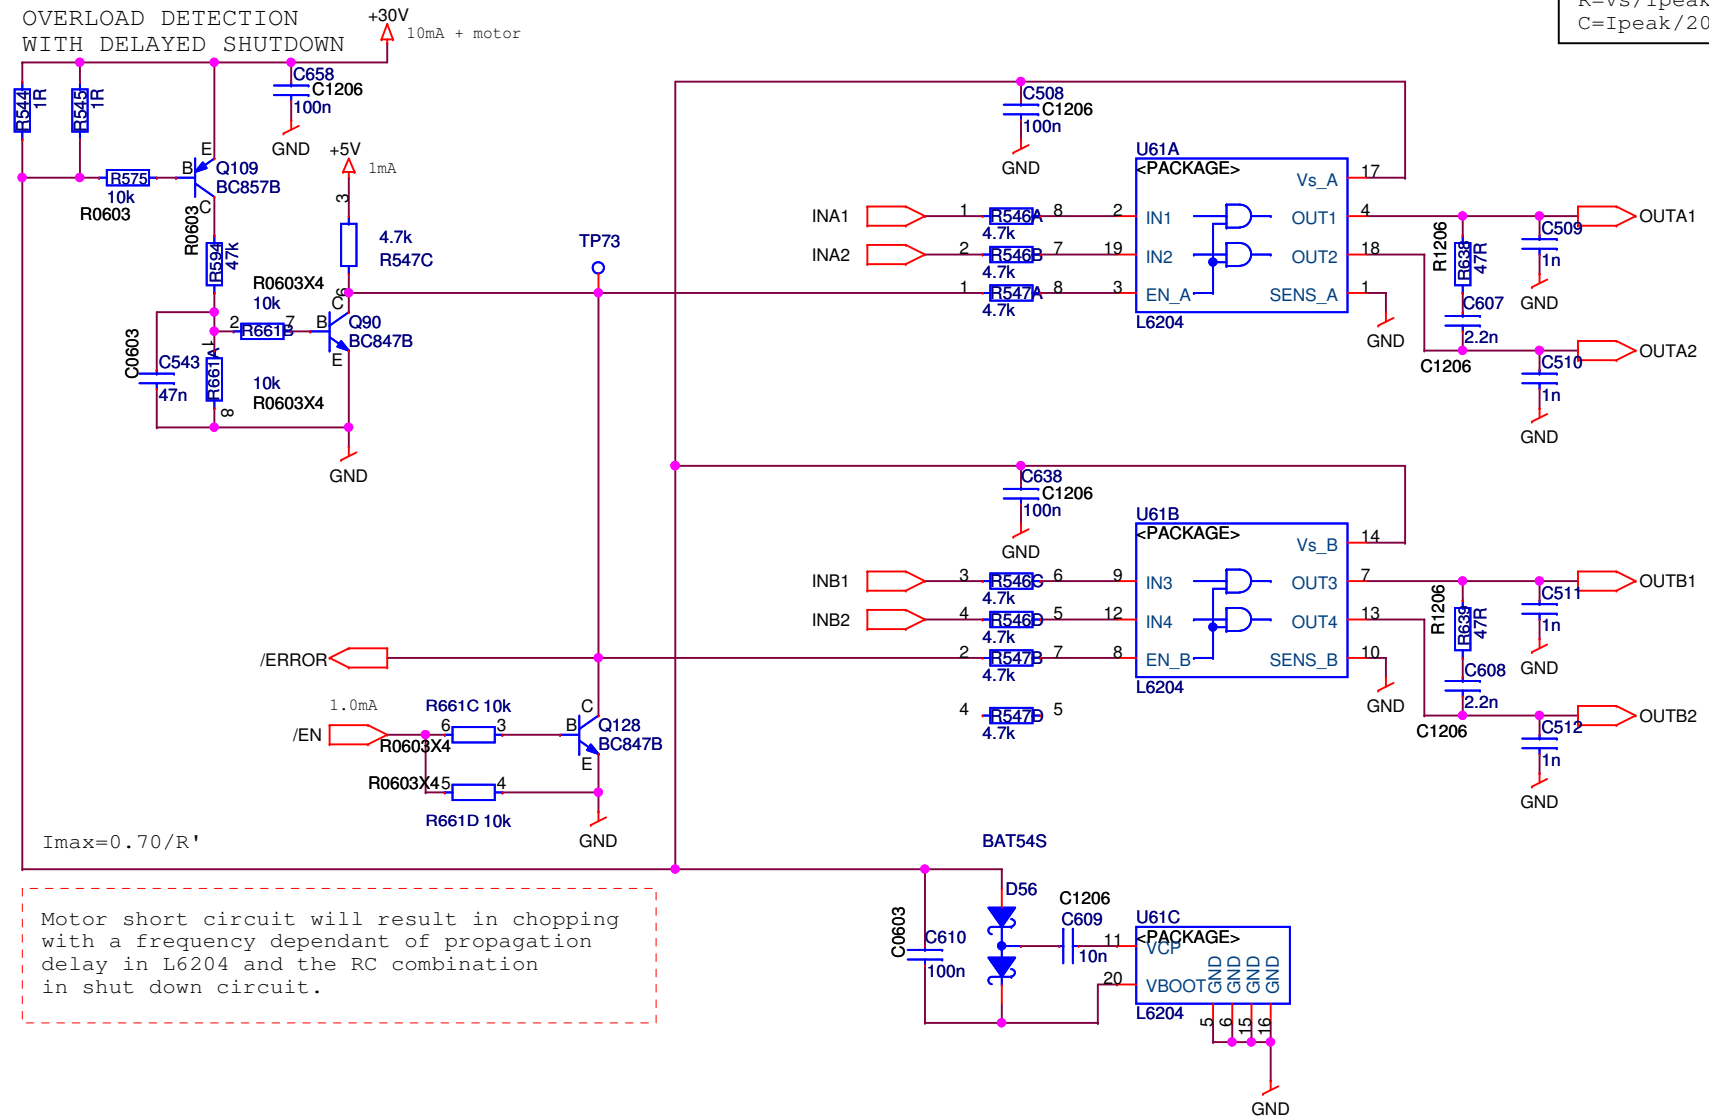 OVERLOAD DETECTION
WITH DELAYED SHUTDOWN
+30V
10mA + motor
R=Vs/Ipeak
C=Ipeak/20
R544
1R
R545
1R
C658
C1206
100n
GND
+5V
1mA
E
B
C
Q109
BC857B
R575
10k
R0603
R0603
R594
47k
3
4.7k
R547C
6
TP73
R0603X4
10k
2
R661B
7
B
C
E
Q90
BC847B
C0603
C543
47n
1
R661A
8
10k
R0603X4
GND
C508
C1206
100n
GND
U61A
<PACKAGE>
Vs_A
17
INA1
1
R546A
8
4.7k
2
IN1
OUT1
4
OUTA1
INA2
2
R546B
7
4.7k
19
IN2
OUT2
18
1
R547A
8
4.7k
3
EN_A
SENS_A
1
L6204
GND
R1206
R638
47R
C509
1n
GND
C607
2.2n
C1206
OUTA2
C510
1n
GND
C638
C1206
100n
GND
U61B
<PACKAGE>
Vs_B
14
INB1
3
R546C
6
4.7k
9
IN3
OUT3
7
OUTB1
INB2
4
R546D
5
4.7k
12
IN4
OUT4
13
/ERROR
2
R547B
7
4.7k
8
EN_B
SENS_B
10
L6204
GND
4
R547D
5
4.7k
R1206
R639
47R
C511
1n
GND
C608
2.2n
C1206
OUTB2
C512
1n
GND
1.0mA
/EN
R661C 10k
6
3
R0603X4
B
C
E
Q128
BC847B
R0603X4
5
4
R661D 10k
GND
Imax=0.70/R'
Motor short circuit will result in chopping
with a frequency dependant of propagation
delay in L6204 and the RC combination
in shut down circuit.
BAT54S
D56
C0603
C610
100n
C1206
C609
10n
U61C
<PACKAGE>
11
VCP
20
VBOOT
GND
GND
GND
GND
L6204
5
6
15
16
GND